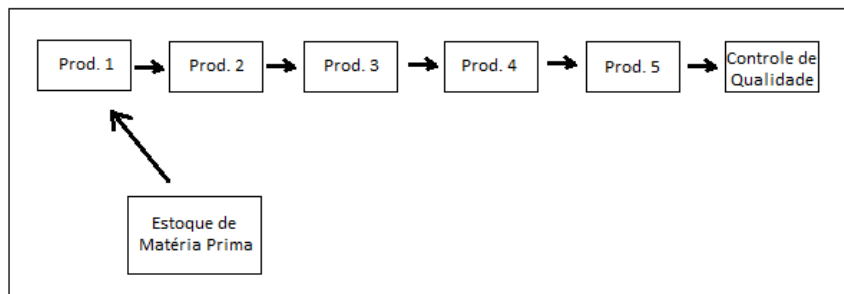 Prod. 1
Prod. 2
Prod. 3
Prod. 4
Prod. 5
Controle de
Qualidade
Estoque de
Matéria Prima